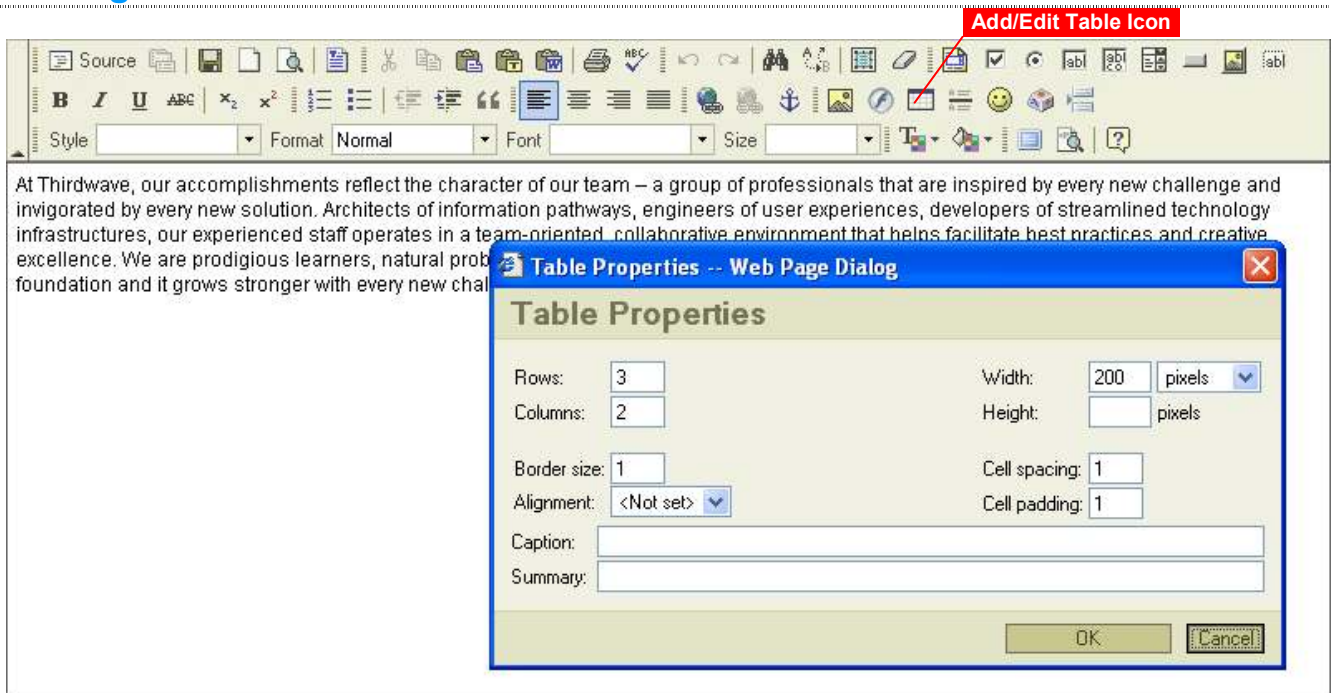 Add/Edit Table Icon
Source
B I U ABC x₂ x²
Style Format Normal Font Size
At Thirdwave, our accomplishments reflect the character of our team – a group of professionals that are inspired by every new challenge and
invigorated by every new solution. Architects of information pathways, engineers of user experiences, developers of streamlined technology
infrastructures, our experienced staff operates in a team-oriented, collaborative environment that helps facilitate best practices and creative
excellence. We are prodigious learners, natural prob
foundation and it grows stronger with every new chal
Table Properties -- Web Page Dialog
Table Properties
Rows: 3 Width: 200 pixels
Columns: 2 Height: pixels
Border size: 1 Cell spacing: 1
Alignment: <Not set> Cell padding: 1
Caption:
Summary:
OK Cancel